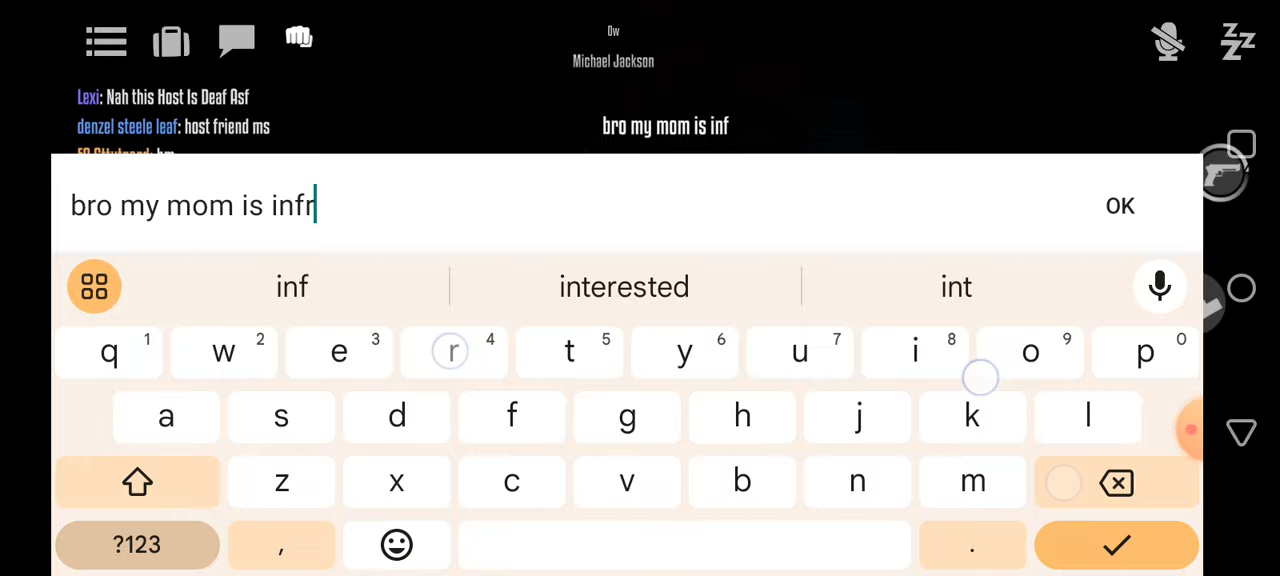 0w
Michael Jackson
Lexi: Nah this Host Is Deaf Asf
denzel steele leaf: host friend ms
bro my mom is inf
bro my mom is infr
OK
inf interested int
q 1 w 2 e 3 r 4 t 5 y 6 u 7 i 8 o 9 p 0
a s d f g h j k l
z x c v b n m
?123 , .